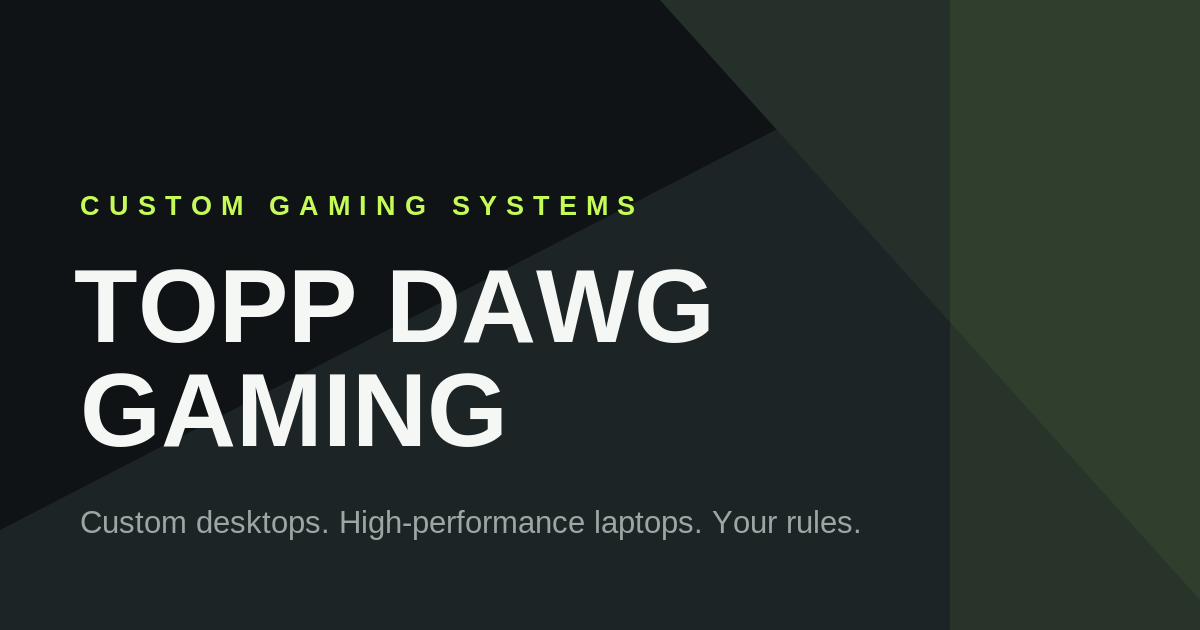 CUSTOM GAMING SYSTEMS
TOPP DAWG
GAMING
Custom desktops. High-performance laptops. Your rules.